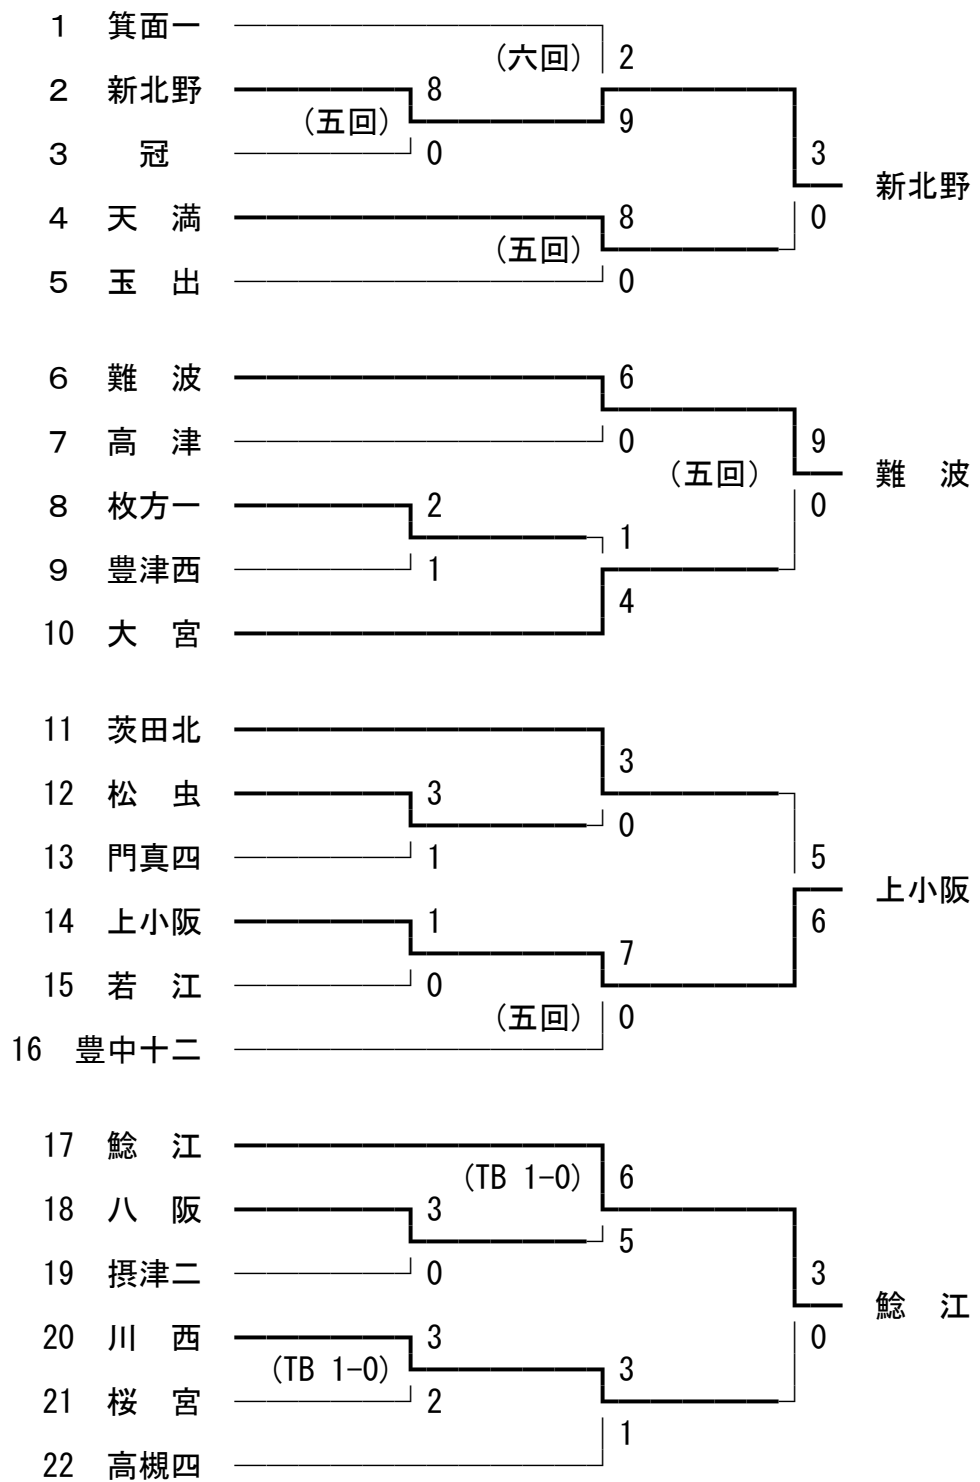 1 箕面一
(六回) 2
2 新北野 8
(五回) 9
3 冠 0 3
新北野
4 天 満 8 0
(五回)
5 玉 出 0
6 難 波 6
7 高 津 0 9
(五回) 難 波
8 枚方一 2 0
1
9 豊津西 1
4
10 大 宮
11 茨田北
3
12 松 虫 3
0
13 門真四 1 5
上小阪
14 上小阪 1 6
7
15 若 江 0
(五回) 0
16 豊中十二
17 鯰 江
(TB 1-0) 6
18 八 阪 3
5
19 摂津二 0 3
鯰 江
20 川 西 3 0
(TB 1-0) 3
21 桜 宮 2
1
22 高槻四